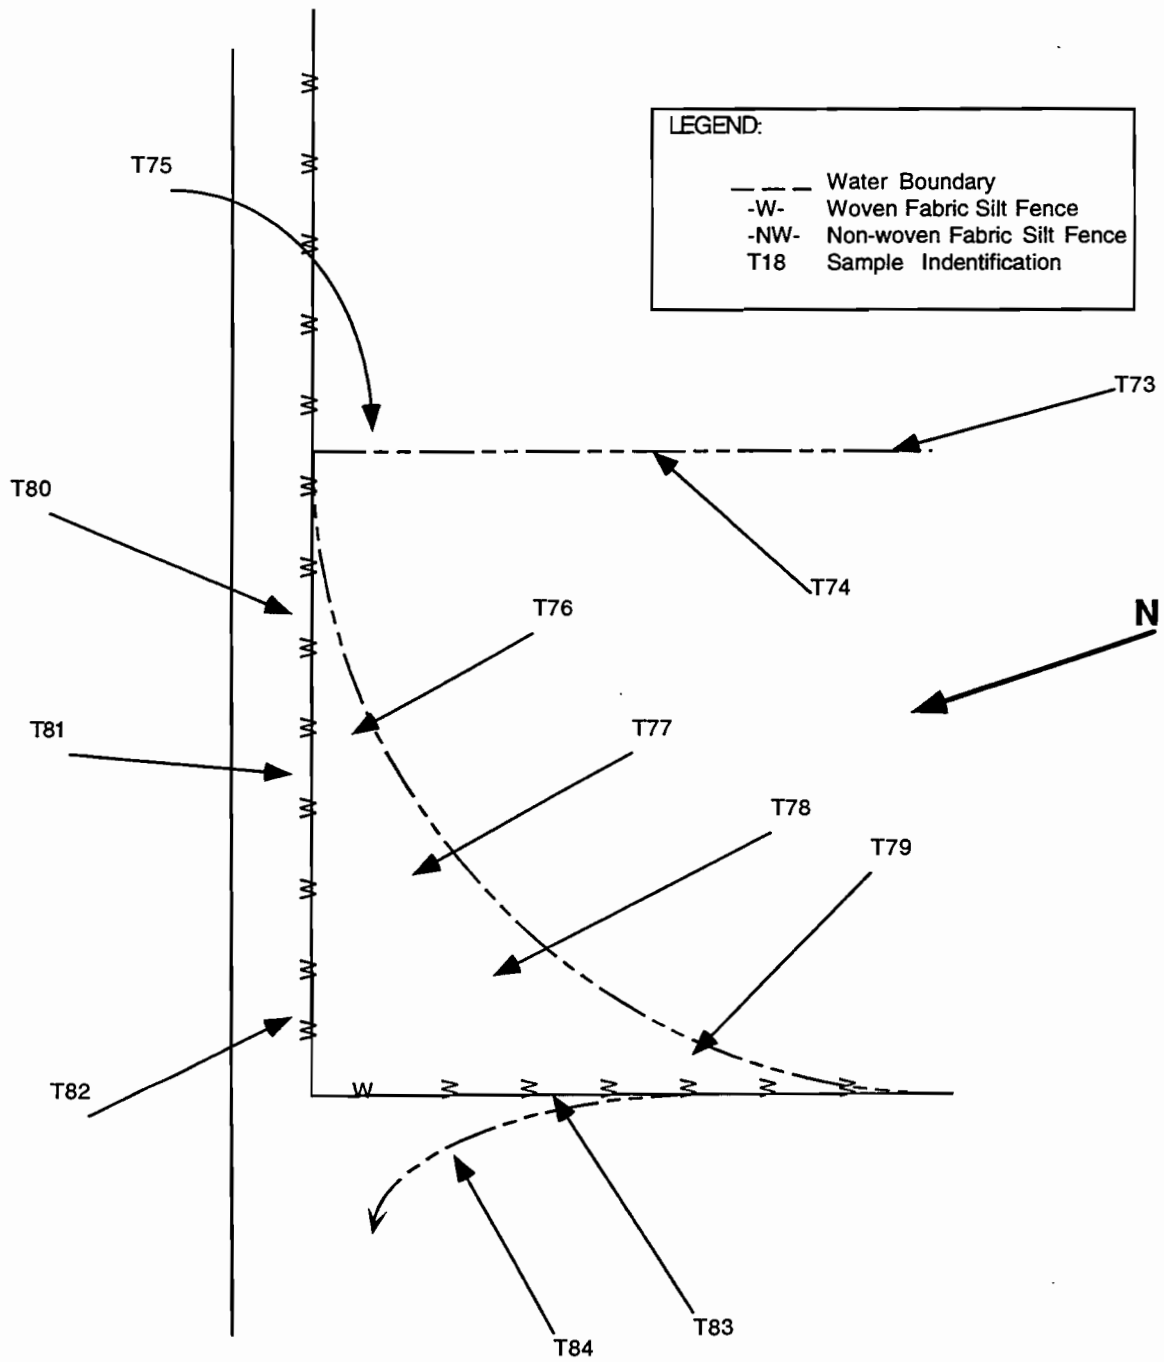 LEGEND:
Water Boundary
-W- Woven Fabric Silt Fence
-NW- Non-woven Fabric Silt Fence
T18 Sample Indentification
W
W
T75
W
W
T73
W
T80
W
W
T74
T76
N
W
T81
W
T77
W
T78
T79
W
W
W
T82
W
W
W
W
W
W
W
T83
T84